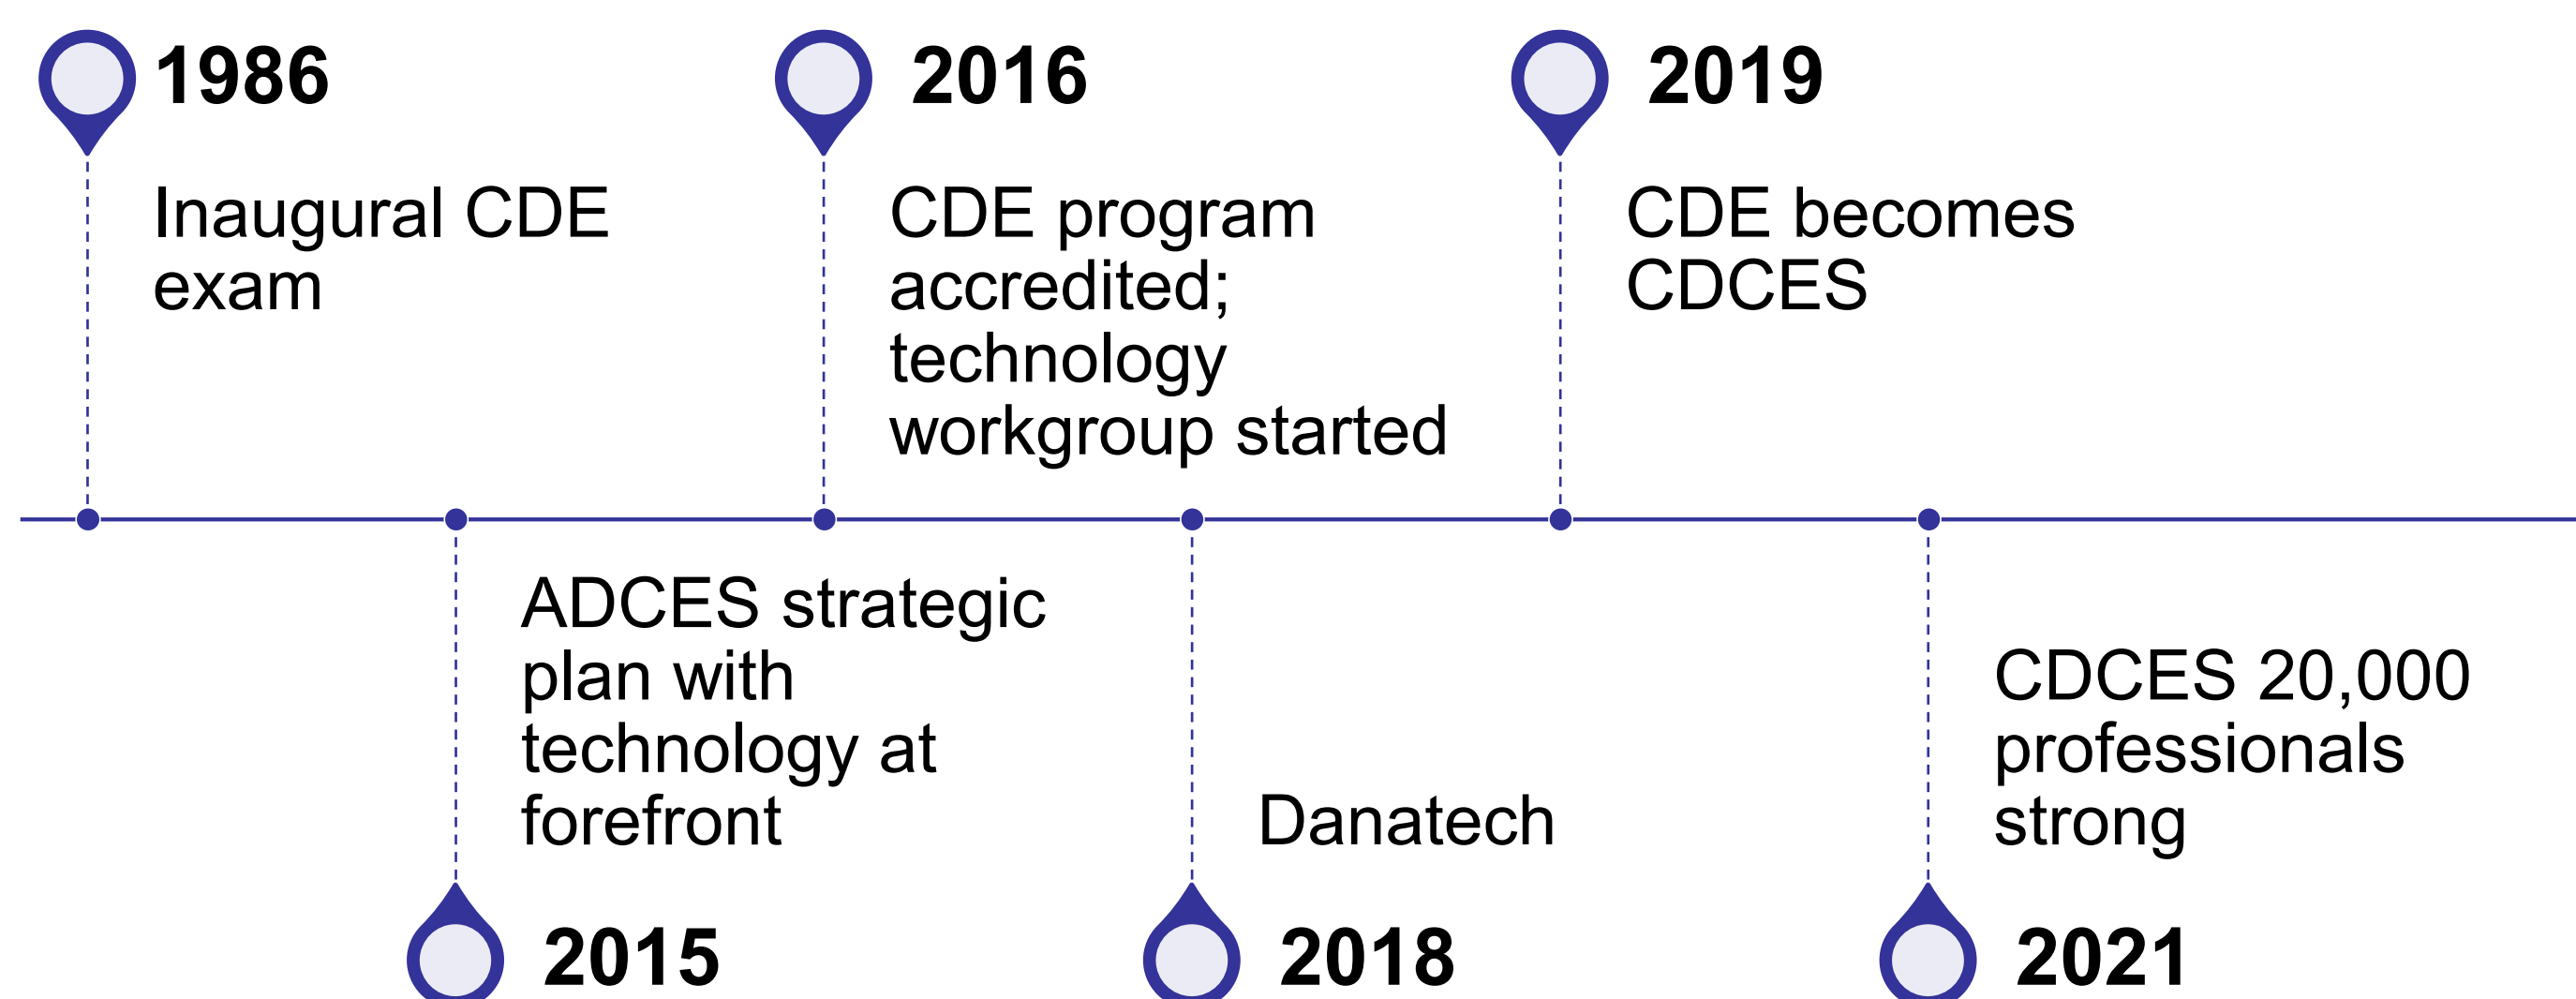 1986
Inaugural CDE
exam
2016
CDE program
accredited;
technology
workgroup started
2019
CDE becomes
CDCES
ADCES strategic
plan with
technology at
forefront
2015
Danatech
2018
CDCES 20,000
professionals
strong
2021